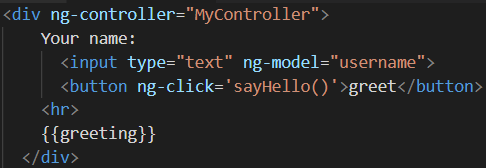 <div ng-controller="MyController">
Your name:
<input type="text" ng-model="username">
<button ng-click='sayHello()'>greet</button>
<hr>
{{greeting}}
</div>